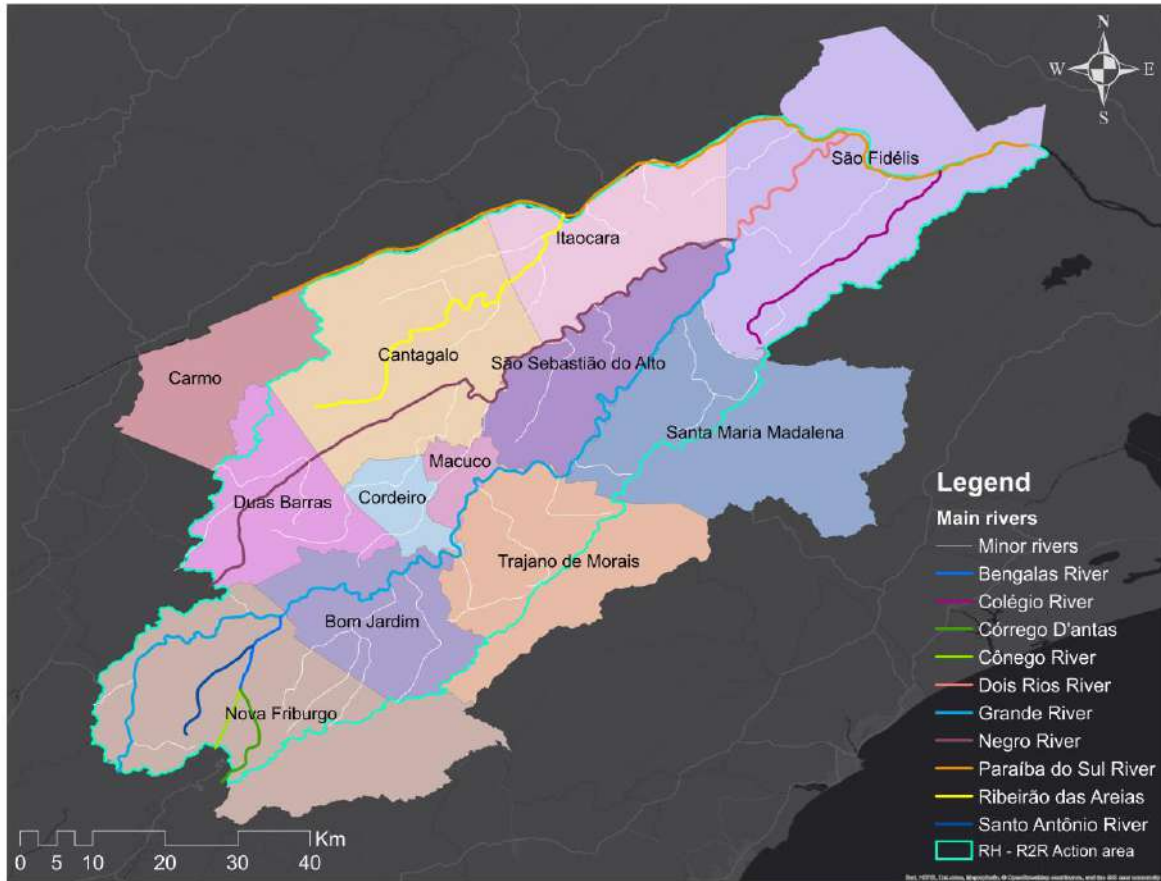 N
W E
S
São Fidélis
Itaocara
Cantagalo
São Sebastião do Alto
Carmo
Santa Maria Madalena
Macuco
Duas Barras
Cordeiro
Trajano de Morais
Bom Jardim
Nova Friburgo
Legend
Main rivers
Minor rivers
Bengalas River
Colégio River
Córrego D'antas
Cônego River
Dois Rios River
Grande River
Negro River
Paraíba do Sul River
Ribeirão das Areias
Santo Antônio River
RH - R2R Action area
Km
0 5 10 20 30 40